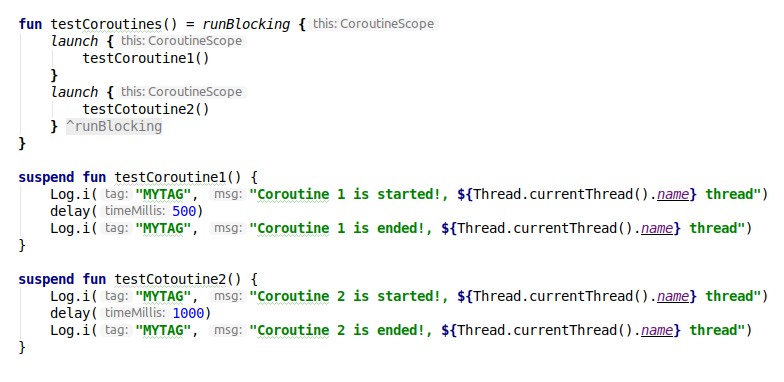 fun testCoroutines() = runBlocking { this: CoroutineScope
    launch { this: CoroutineScope
        testCoroutine1()
    }
    launch { this: CoroutineScope
        testCotoutine2()
    } ^runBlocking
}

suspend fun testCoroutine1() {
    Log.i( tag: "MYTAG", msg: "Coroutine 1 is started!, ${Thread.currentThread().name} thread")
    delay( timeMillis: 500)
    Log.i( tag: "MYTAG", msg: "Coroutine 1 is ended!, ${Thread.currentThread().name} thread")
}

suspend fun testCotoutine2() {
    Log.i( tag: "MYTAG", msg: "Coroutine 2 is started!, ${Thread.currentThread().name} thread")
    delay( timeMillis: 1000)
    Log.i( tag: "MYTAG", msg: "Coroutine 2 is ended!, ${Thread.currentThread().name} thread")
}